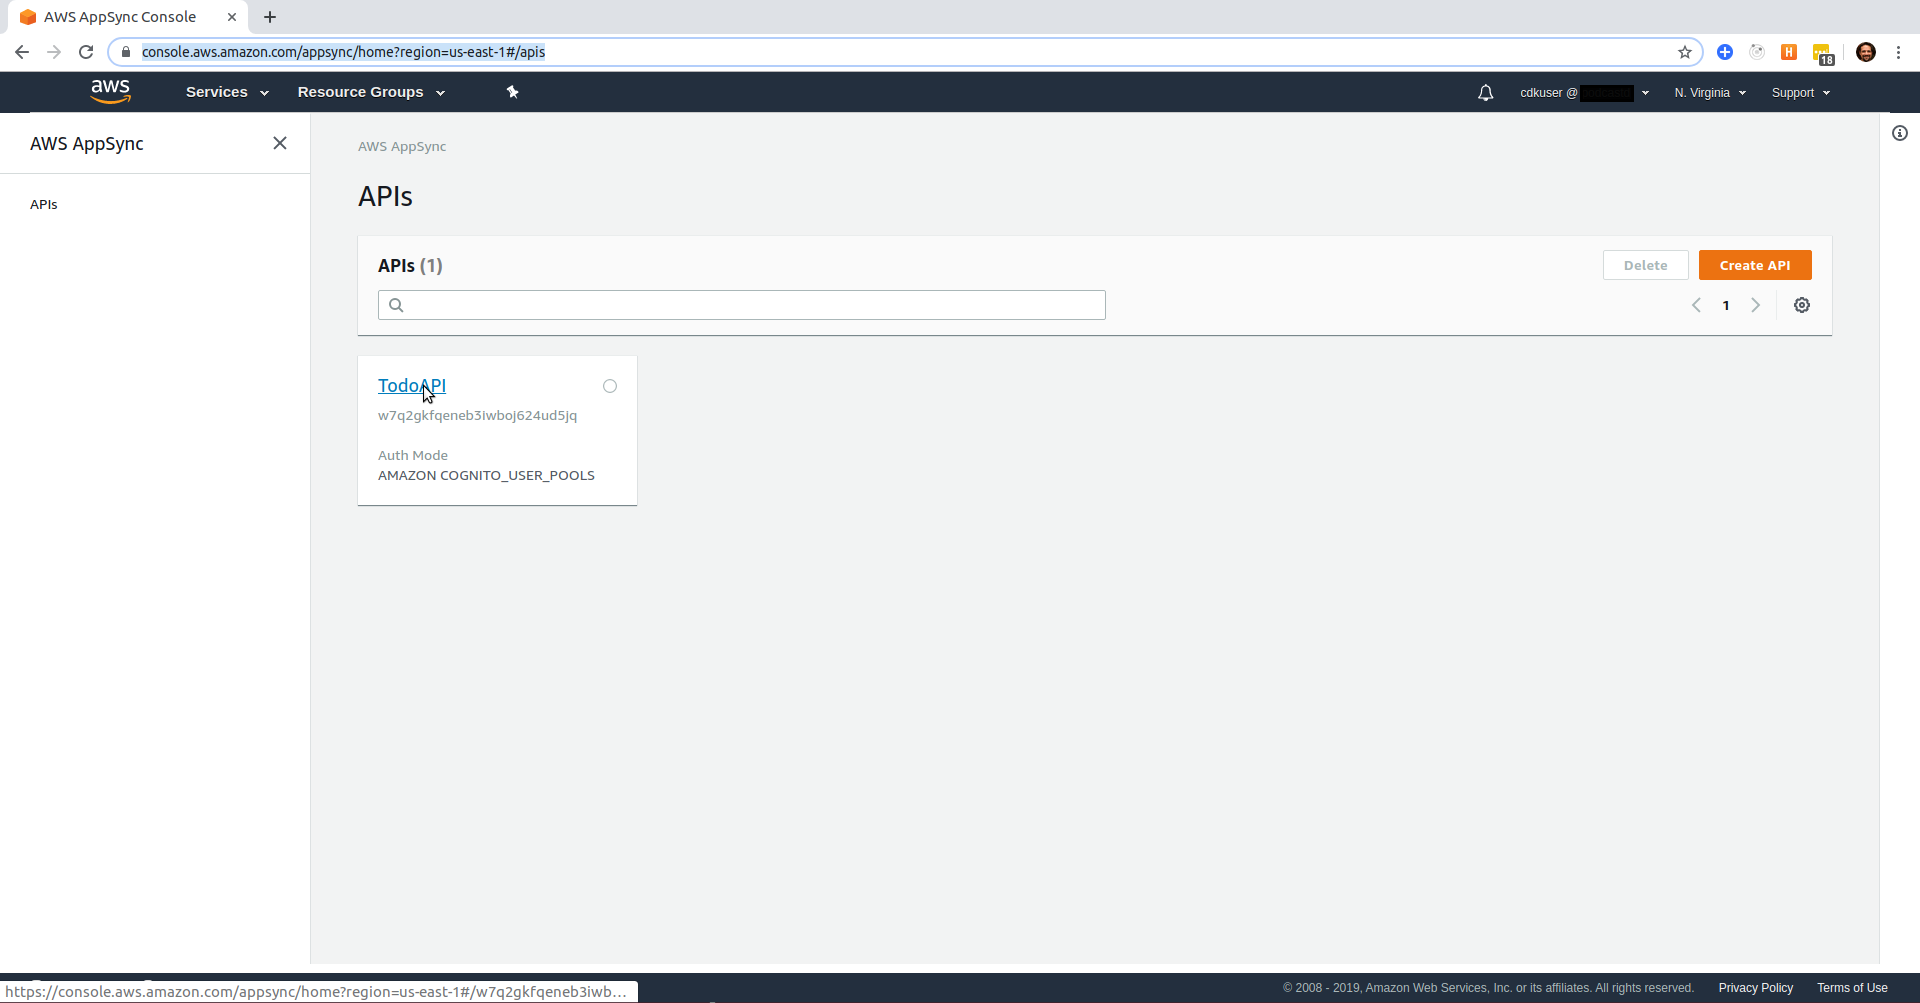 AWS AppSync Console
console.aws.amazon.com/appsync/home?region=us-east-1#/apis
H
18
aws
Services
Resource Groups
cdkuser @
N. Virginia
Support
AWS AppSync
APIs
AWS AppSync
APIs
APIs (1)
Delete
Create API
1
TodoAPI
w7q2gkfqeneb3iwboj624ud5jq
Auth Mode
AMAZON COGNITO_USER_POOLS
https://console.aws.amazon.com/appsync/home?region=us-east-1#/w7q2gkfqeneb3iwb...
© 2008 - 2019, Amazon Web Services, Inc. or its affiliates. All rights reserved.
Privacy Policy
Terms of Use